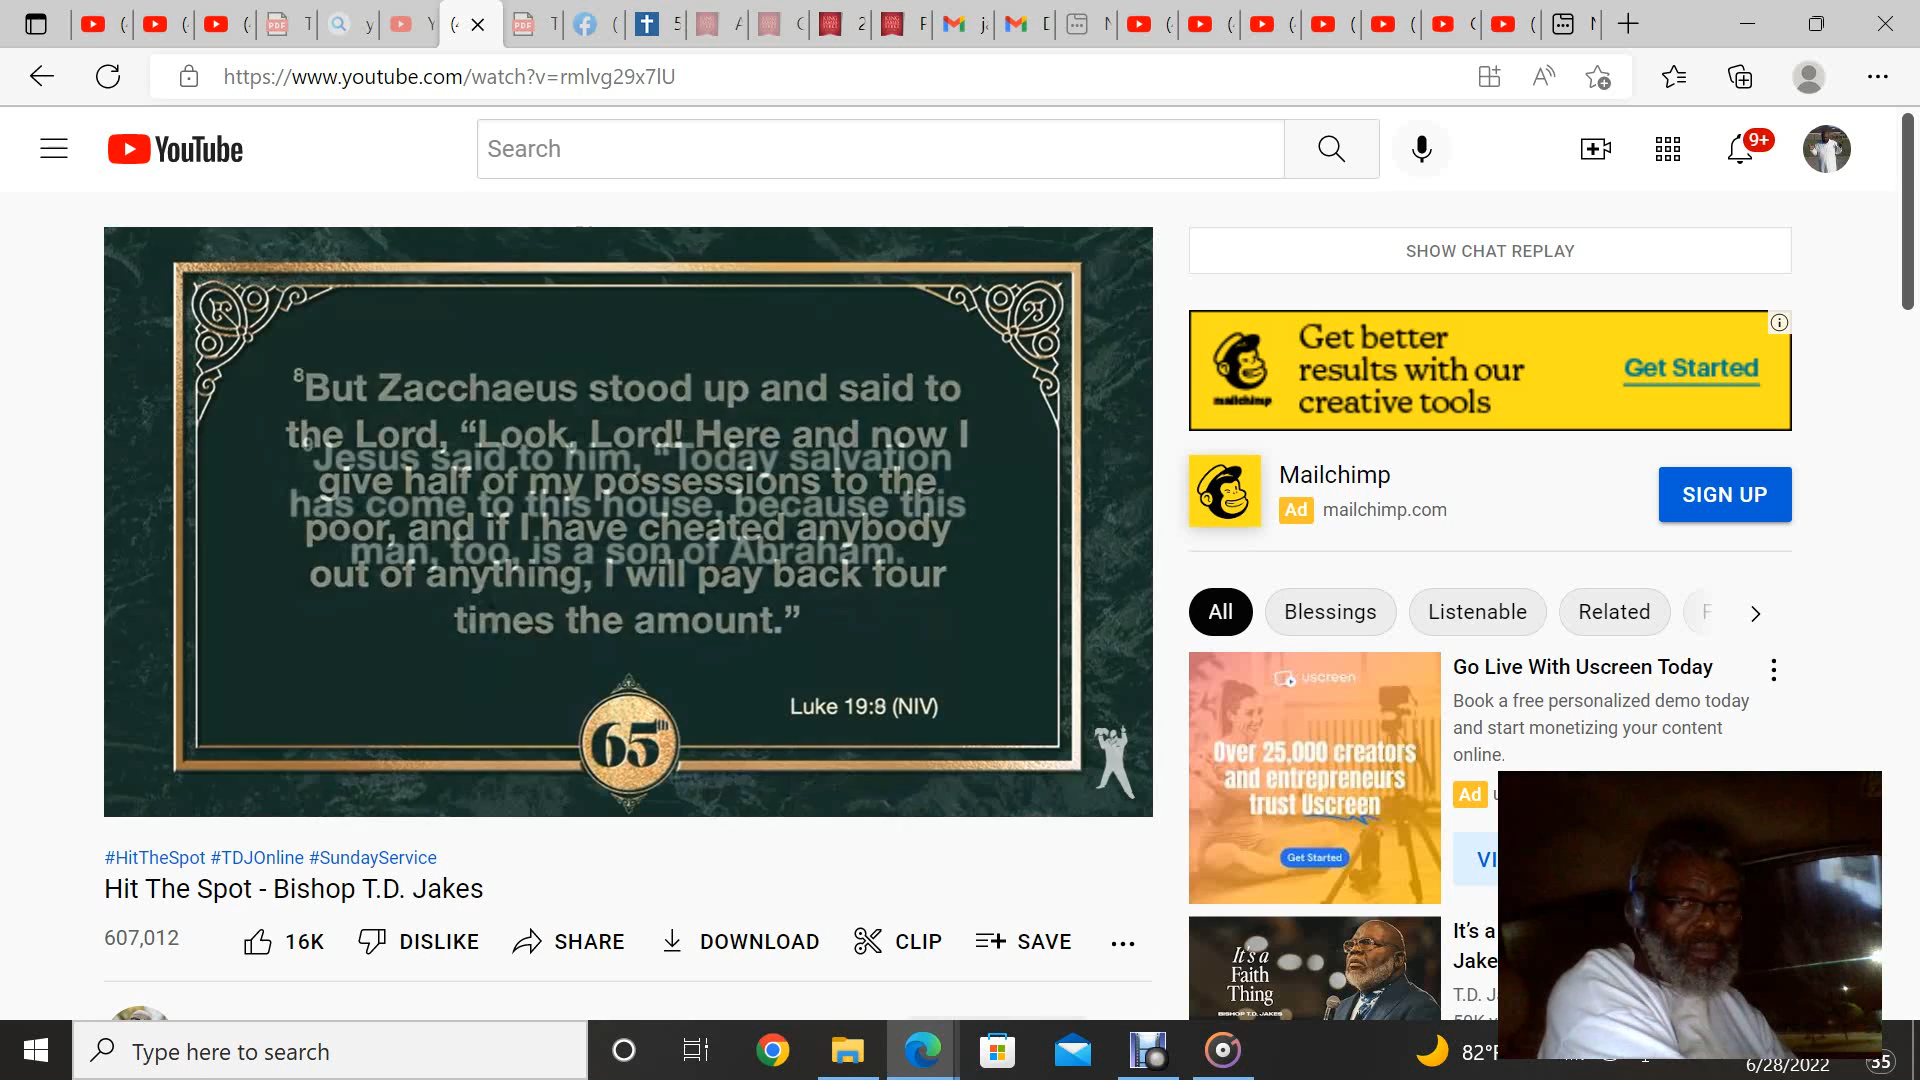 https://www.youtube.com/watch?v=rmlvg29x7lU
YouTube
Search
9+
SHOW CHAT REPLAY
8But Zacchaeus stood up and said to
the Lord, “Look, Lord! Here and now I
9Jesus said to him, “Today salvation
give half of my possessions to the
has come to this house, because this
poor, and if I have cheated anybody
man, too, is a son of Abraham.
out of anything, I will pay back four
times the amount.”
Luke 19:8 (NIV)
65th
Get better
results with our
creative tools
mailchimp
Get Started
Mailchimp
Ad mailchimp.com
SIGN UP
All
Blessings
Listenable
Related
uscreen
Over 25,000 creators
and entrepreneurs
trust Uscreen
Get Started
Go Live With Uscreen Today
Book a free personalized demo today
and start monetizing your content
online.
Ad
VI
#HitTheSpot #TDJOnline #SundayService
Hit The Spot - Bishop T.D. Jakes
607,012
16K
DISLIKE
SHARE
DOWNLOAD
CLIP
SAVE
It's a
Faith
Thing
BISHOP T.D. JAKES
It's a
Jake
T.D. J
Type here to search
82°F
6/28/2022
35